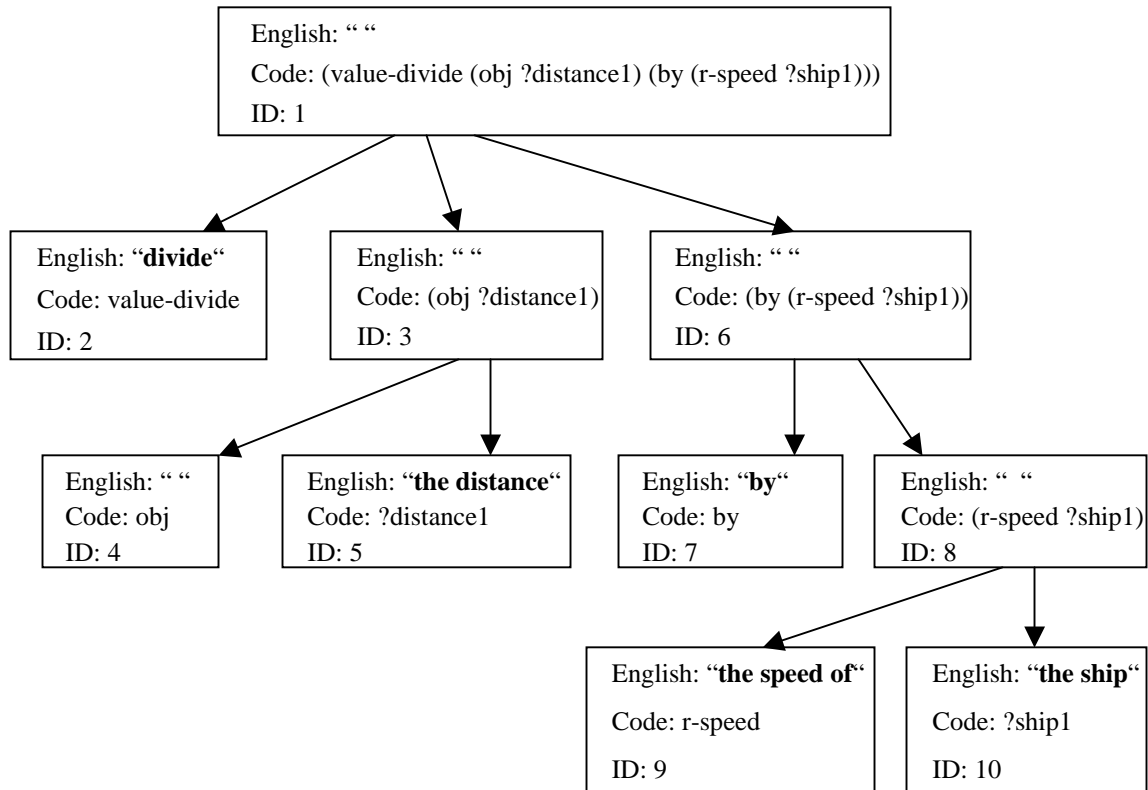 English: “ “
Code: (value-divide (obj ?distance1) (by (r-speed ?ship1)))
ID: 1
English: “divide“
Code: value-divide
ID: 2
English: “ “
Code: (obj ?distance1)
ID: 3
English: “ “
Code: (by (r-speed ?ship1))
ID: 6
English: “ “
Code: obj
ID: 4
English: “the distance“
Code: ?distance1
ID: 5
English: “by“
Code: by
ID: 7
English: “  “
Code: (r-speed ?ship1)
ID: 8
English: “the speed of“
Code: r-speed
ID: 9
English: “the ship“
Code: ?ship1
ID: 10